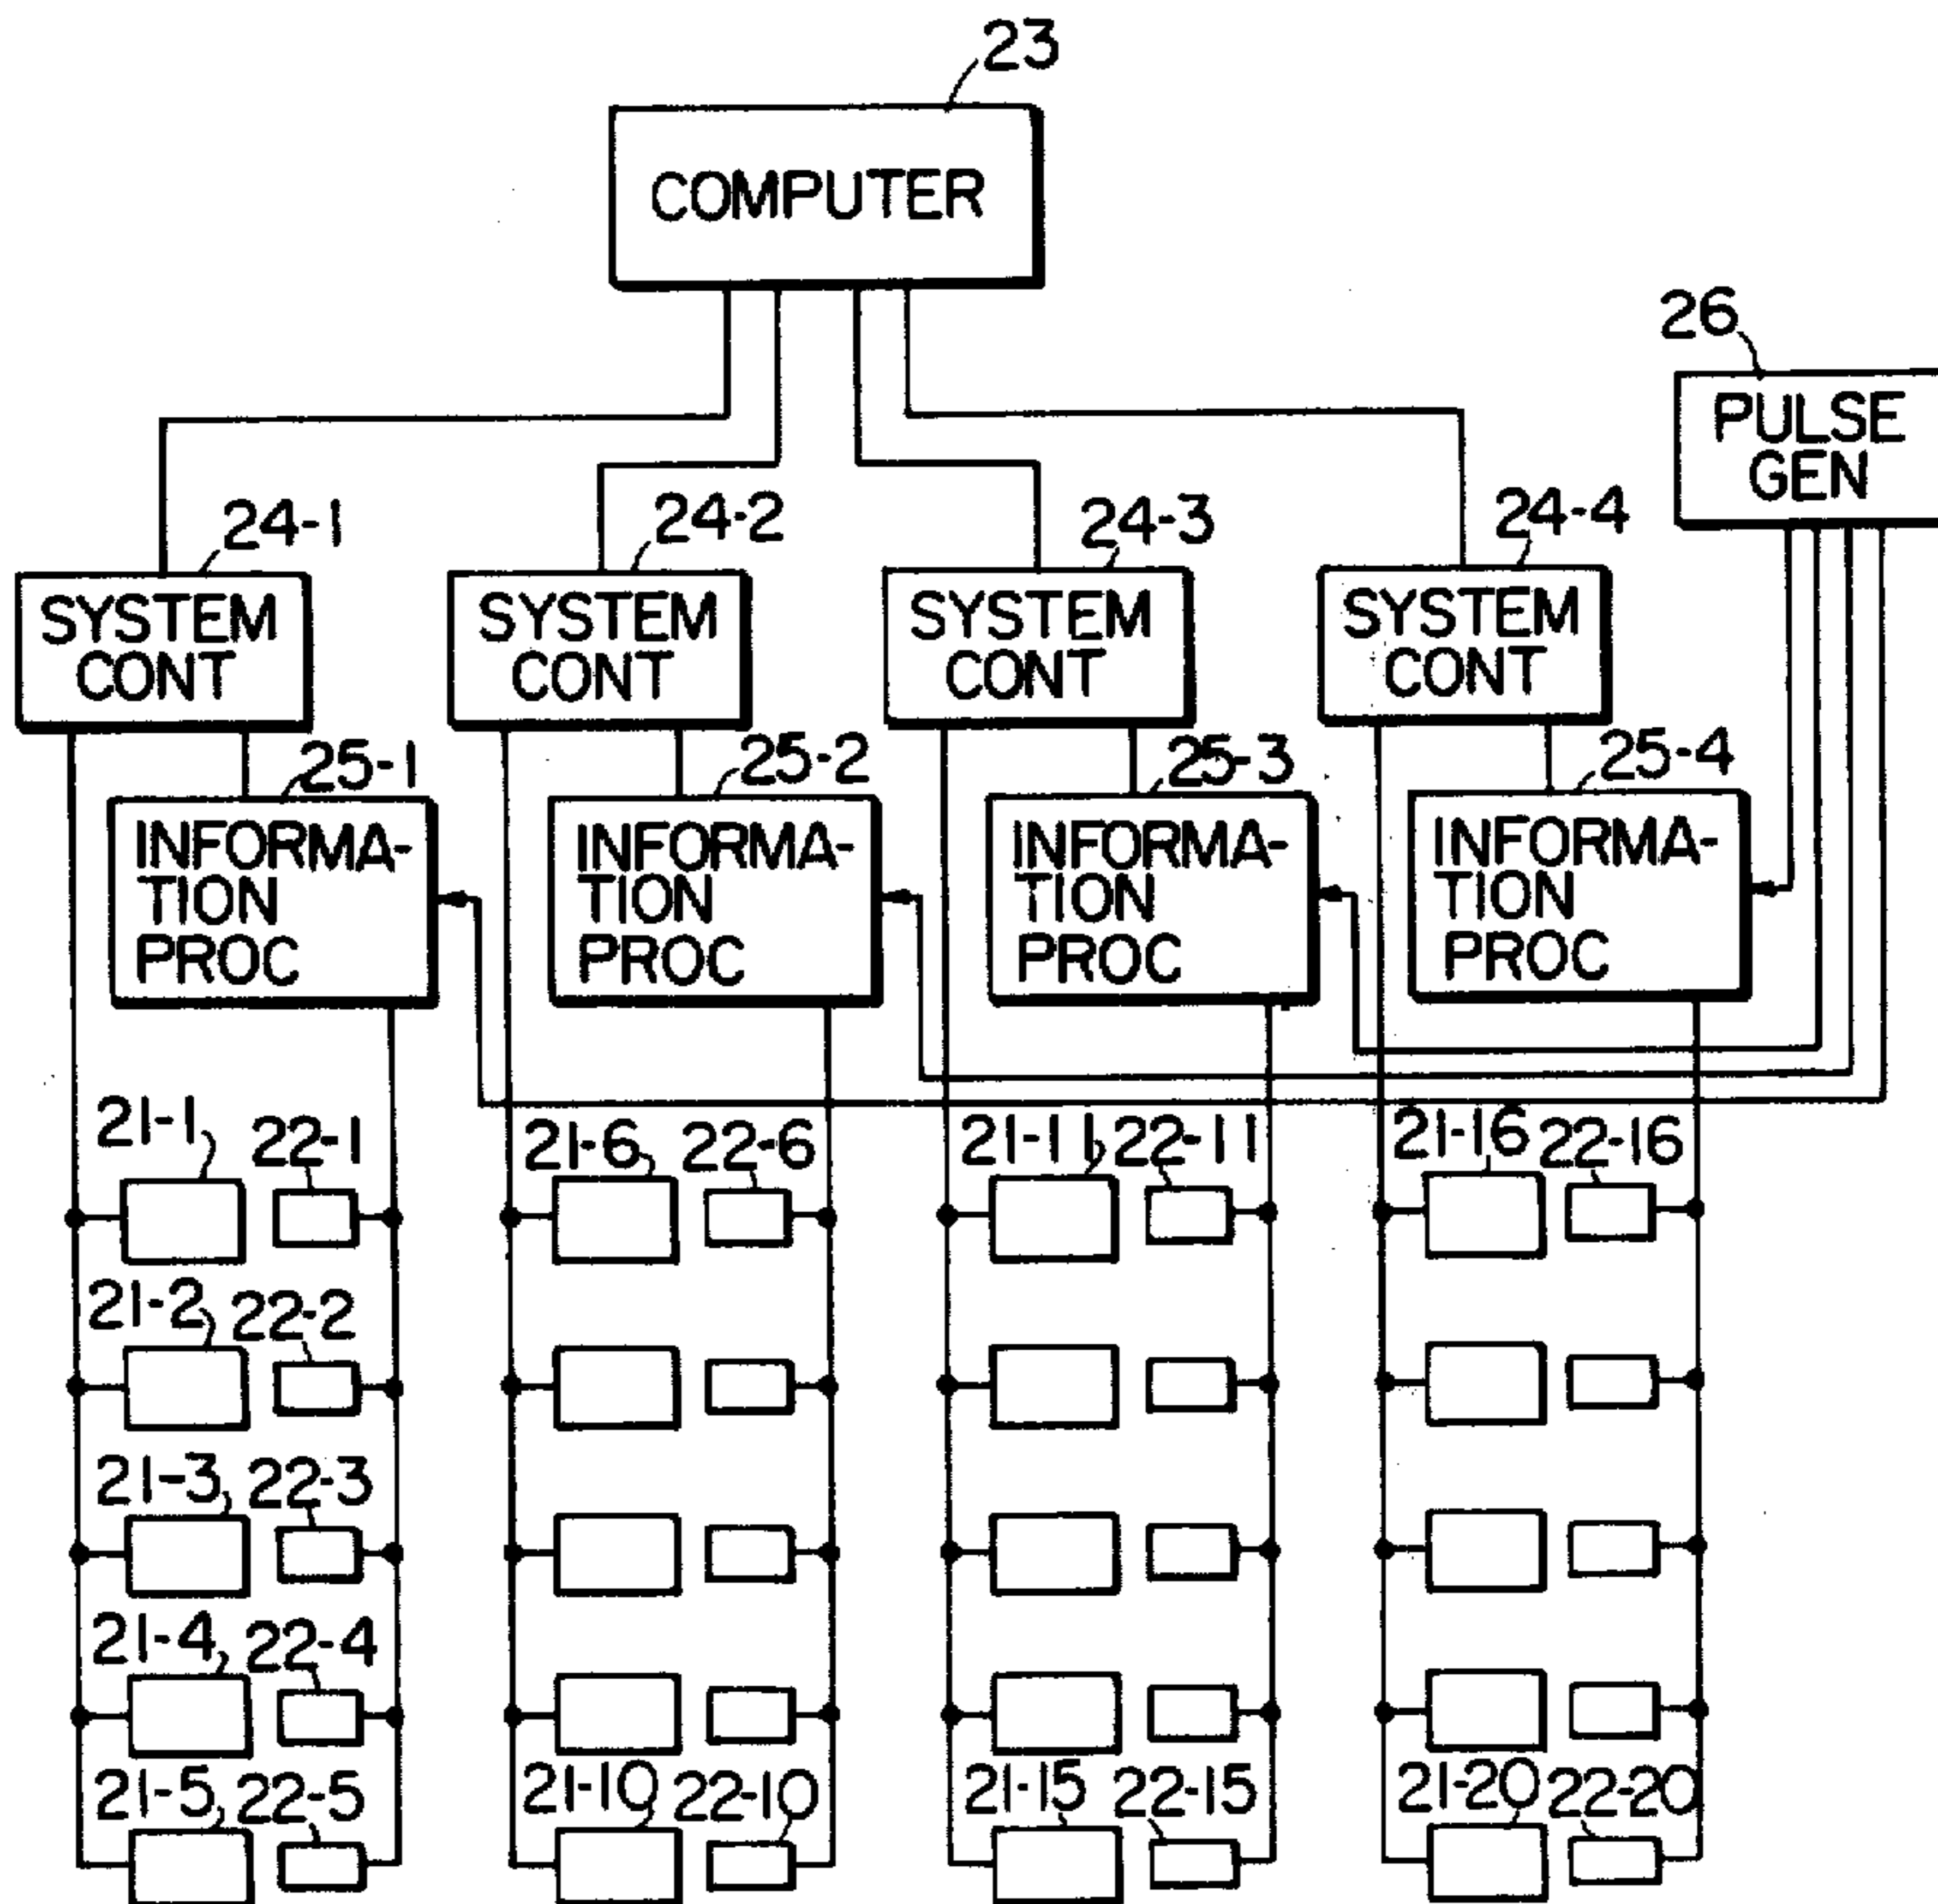 23
COMPUTER
26
PULSE
GEN
24-1
24-2
24-3
24-4
SYSTEM
CONT
SYSTEM
CONT
SYSTEM
CONT
SYSTEM
CONT
25-1
25-2
25-3
25-4
INFORMA-
TION
PROC
INFORMA-
TION
PROC
INFORMA-
TION
PROC
INFORMA-
TION
PROC
21-1
22-1
21-6
22-6
21-11
22-11
21-16
22-16
21-2
22-2
21-3
22-3
21-4
22-4
21-5
22-5
21-10
22-10
21-15
22-15
21-20
22-20